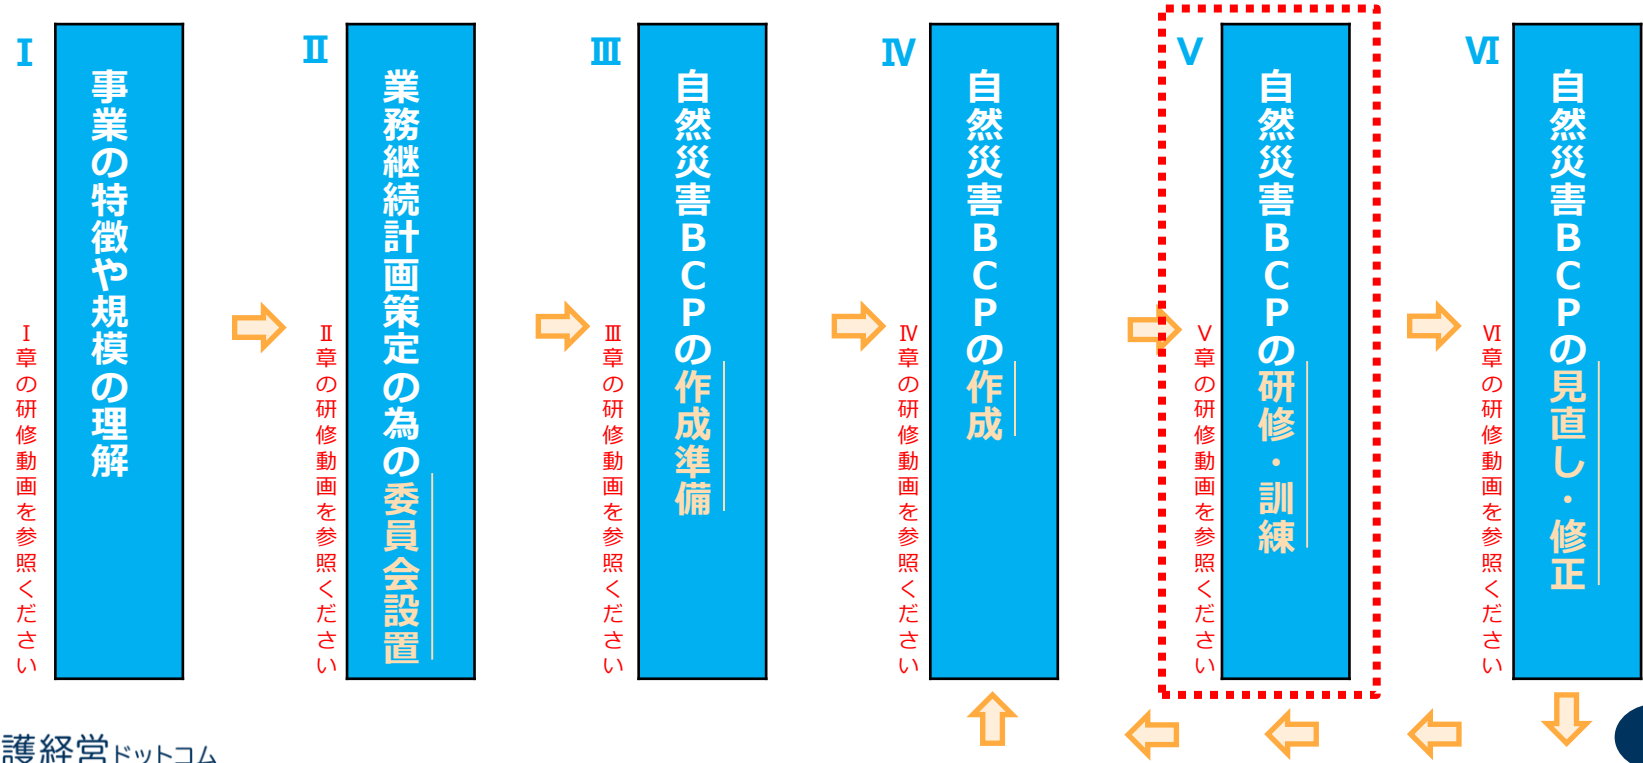 Ⅰ
事業の特徴や規模の理解
Ⅰ章の研修動画を参照ください
Ⅱ
業務継続計画策定の為の委員会設置
Ⅱ章の研修動画を参照ください
Ⅲ
自然災害BCPの作成準備
Ⅲ章の研修動画を参照ください
Ⅳ
自然災害BCPの作成
Ⅳ章の研修動画を参照ください
Ⅴ
自然災害BCPの研修・訓練
Ⅴ章の研修動画を参照ください
Ⅵ
自然災害BCPの見直し・修正
Ⅵ章の研修動画を参照ください
護経営ドットコム